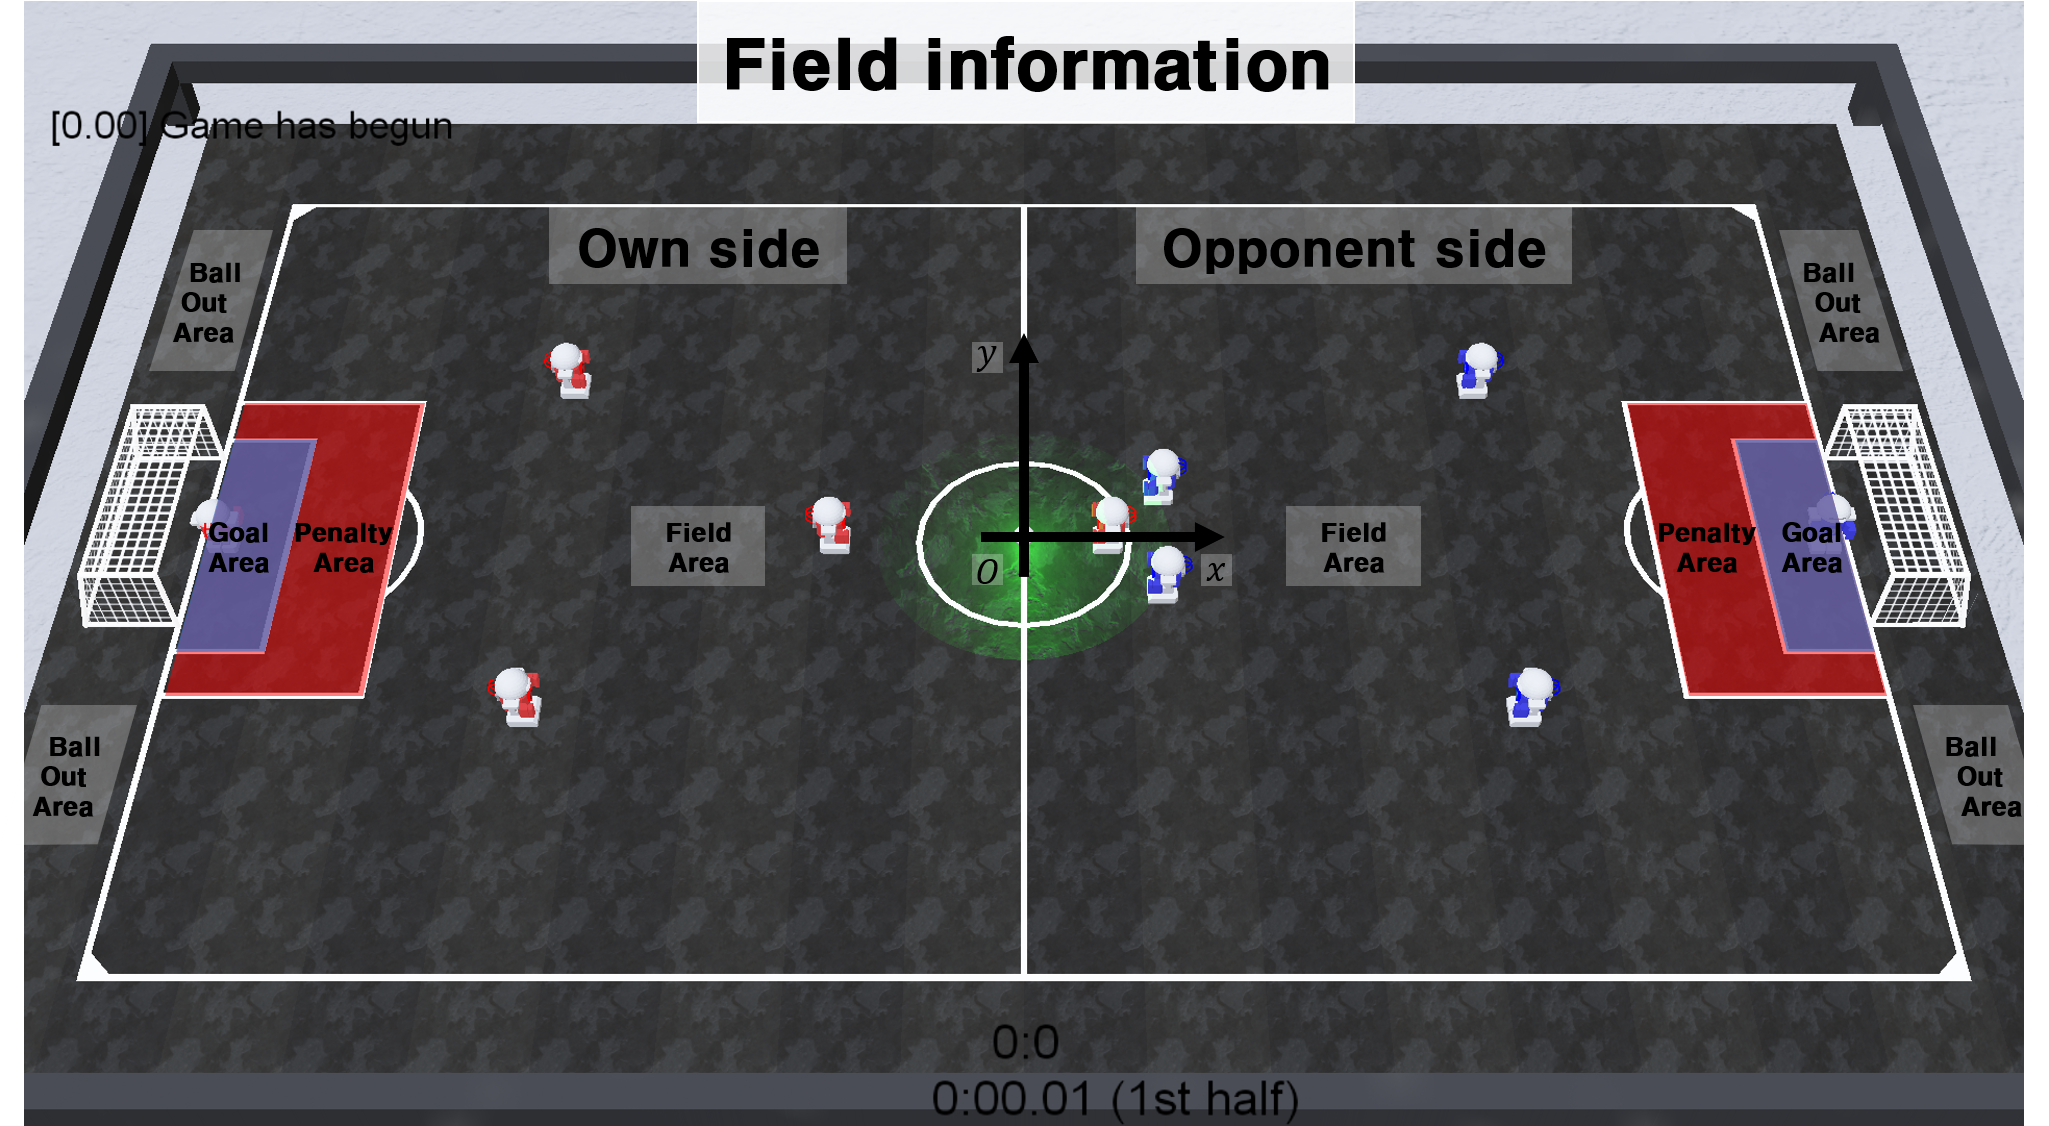 Field information
[0.00] Game has begun
Own side
Opponent side
Ball
Out
Area
Ball
Out
Area
y
Goal
Area
Penalty
Area
Field
Area
O
x
Field
Area
Penalty
Area
Goal
Area
Ball
Out
Area
Ball
Out
Area
0:0
0:00.01 (1st half)